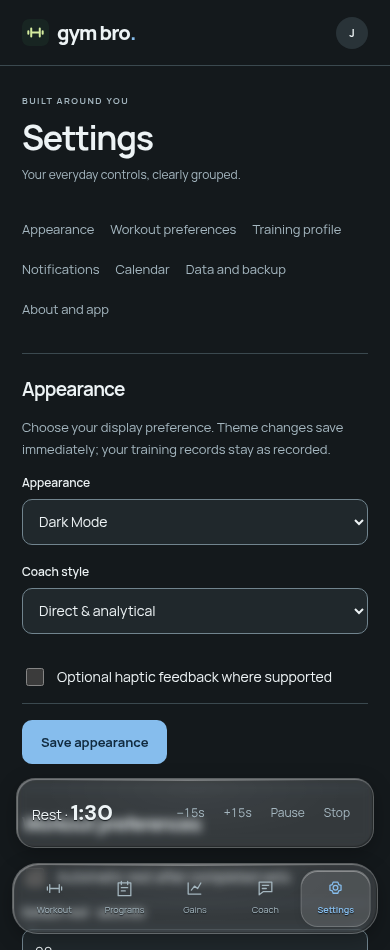 gym bro.
J
BUILT AROUND YOU
Settings
Your everyday controls, clearly grouped.
Appearance Workout preferences Training profile
Notifications Calendar Data and backup
About and app
Appearance
Choose your display preference. Theme changes save
immediately; your training records stay as recorded.
Appearance
Dark Mode
Coach style
Direct & analytical
Optional haptic feedback where supported
Save appearance
Rest · 1:30 −15s +15s Pause Stop
Workout preferences
Workout Programs Gains Coach Settings